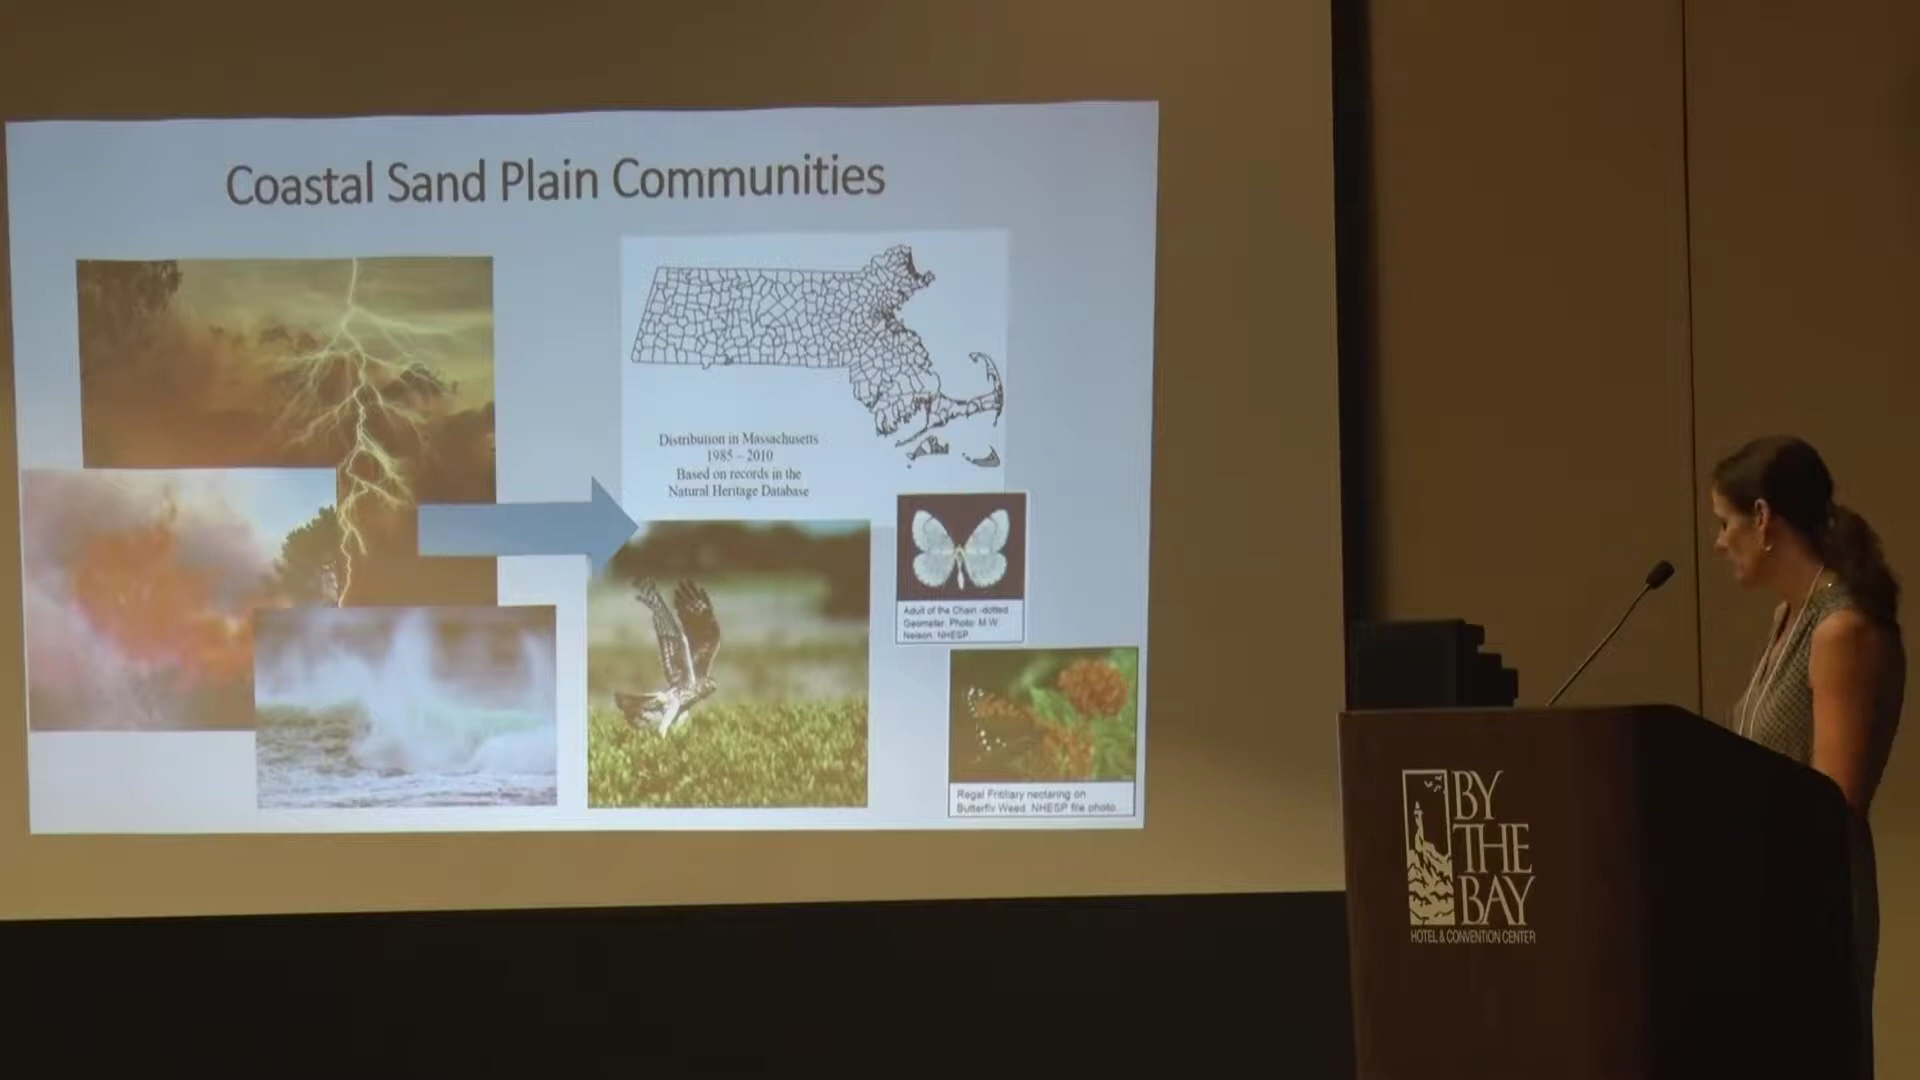 Coastal Sand Plain Communities
Distribution in Massachusetts
1985 – 2010
Based on records in the
Natural Heritage Database
Adult of the Chain -dotted
Geometer. Photo: M.W.
Nelson. NHESP
Regal Fritillary nectaring on
Butterfly Weed. NHESP file photo.
BY
THE
BAY
HOTEL & CONVENTION CENTER